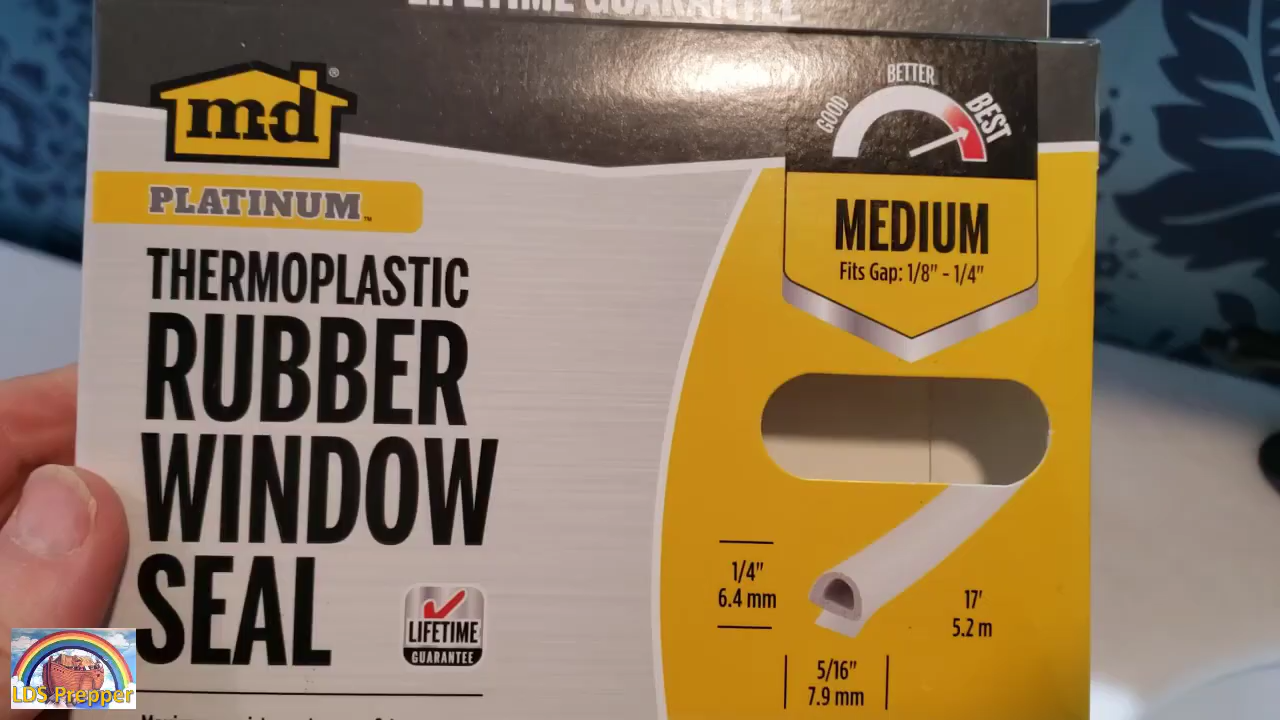 LIFETIME GUARANTEE
m-d®
PLATINUM™
THERMOPLASTIC
RUBBER
WINDOW
SEAL
LIFETIME
GUARANTEE
GOOD
BETTER
BEST
MEDIUM
Fits Gap: 1/8" - 1/4"
1/4"
6.4 mm
17'
5.2 m
5/16"
7.9 mm
LDS Prepper